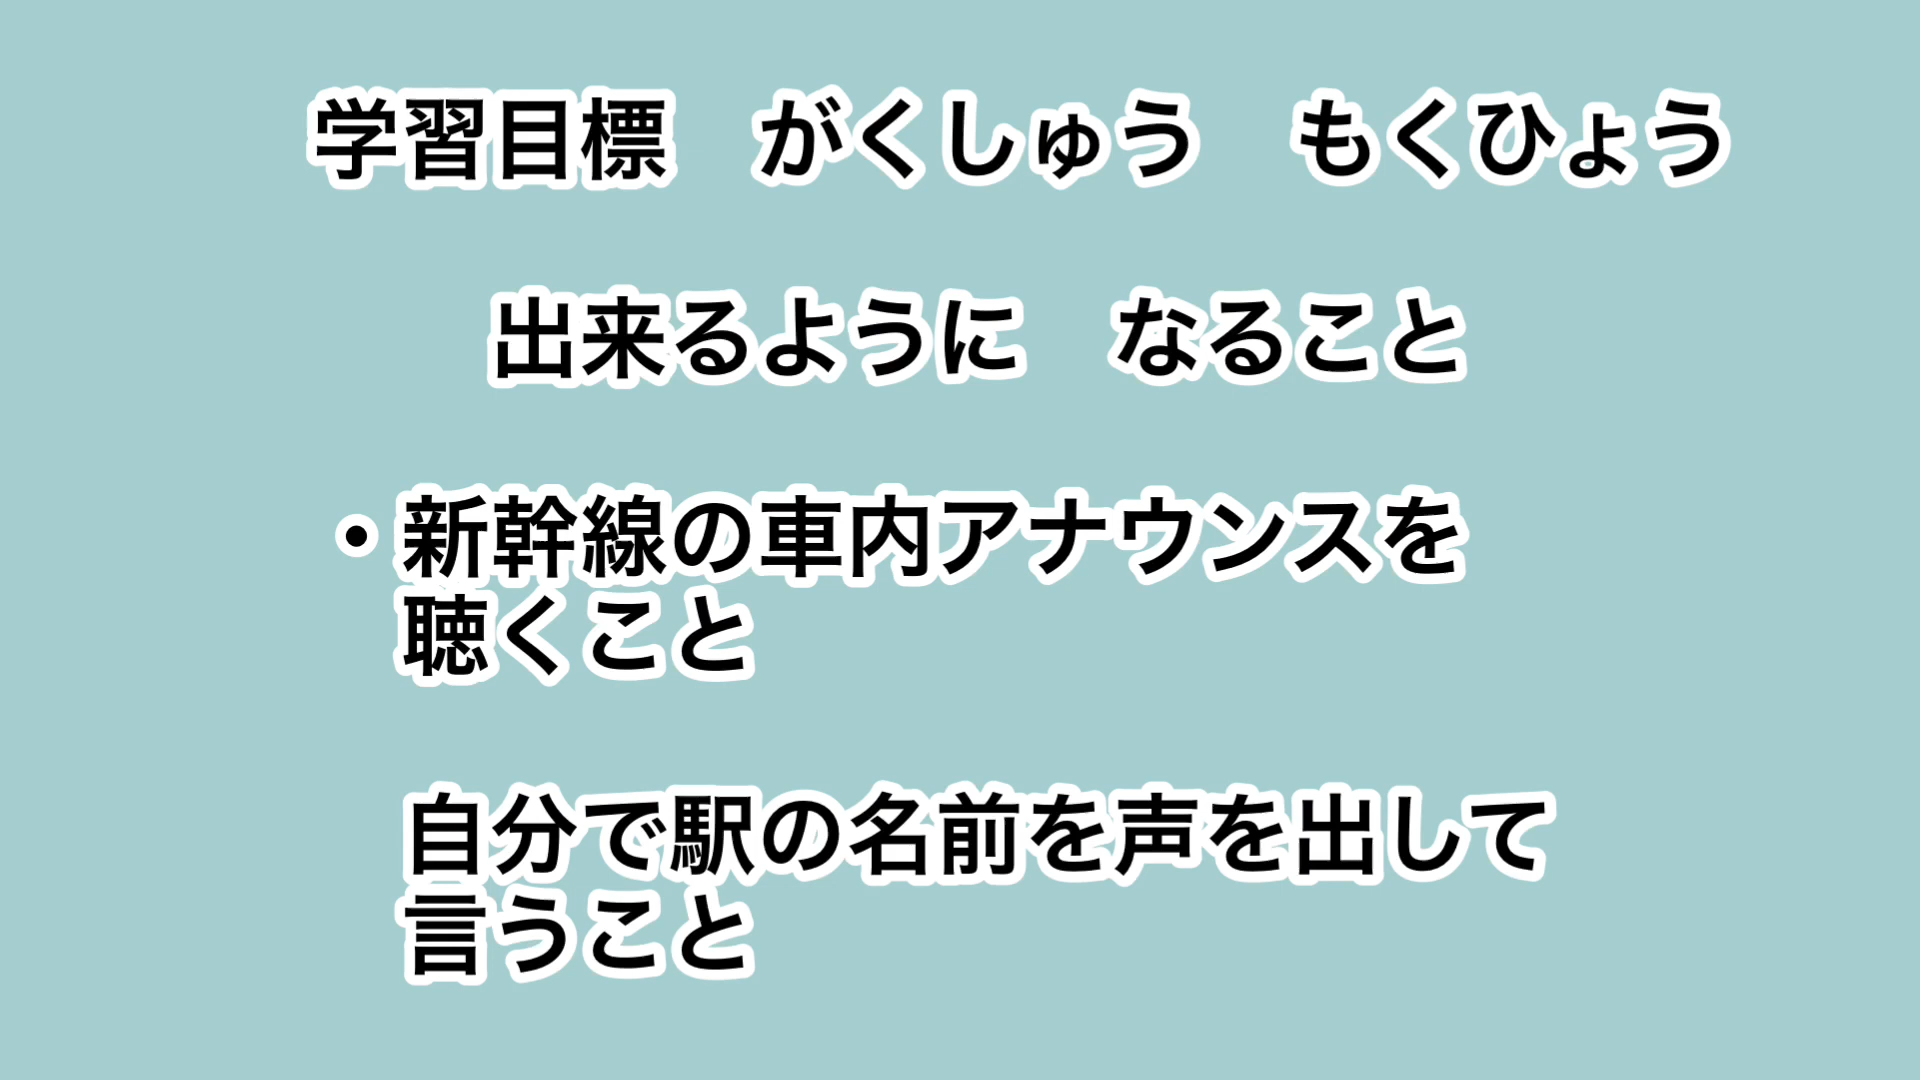 学習目標　がくしゅう　もくひょう
出来るように　なること
・新幹線の車内アナウンスを
聴くこと
自分で駅の名前を声を出して
言うこと